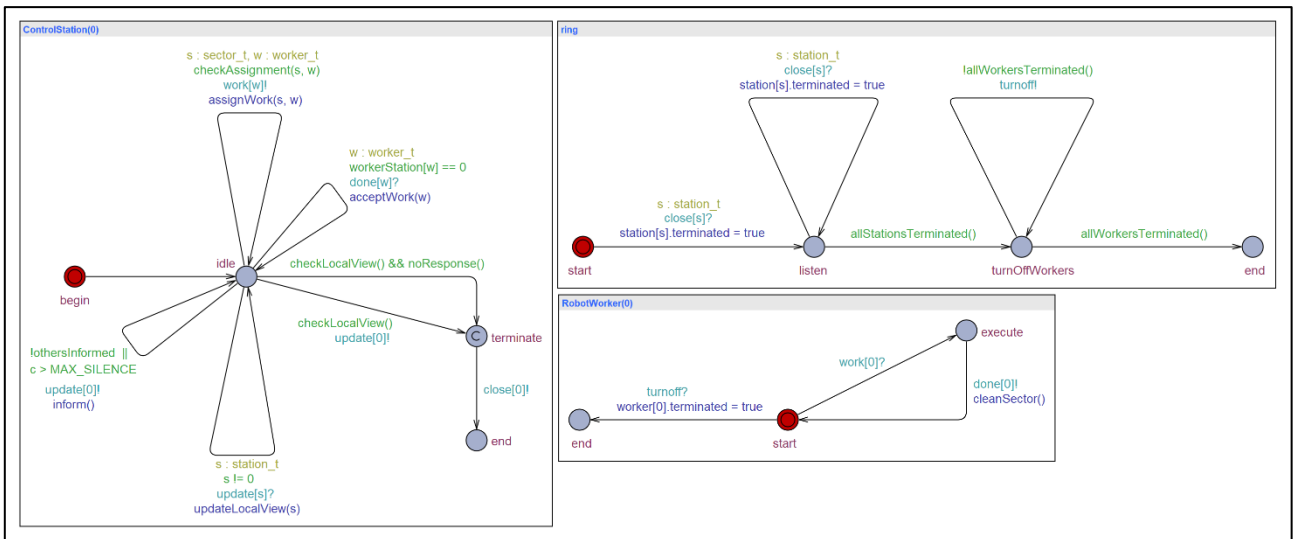 ControlStation(0)
s : sector_t, w : worker_t
checkAssignment(s, w)
work[w]!
assignWork(s, w)
w : worker_t
workerStation[w] == 0
done[w]?
acceptWork(w)
idle
checkLocalView() && noResponse()
begin
checkLocalView()
update[0]!
C
terminate
!othersInformed ||
c > MAX_SILENCE
update[0]!
inform()
close[0]!
end
s : station_t
s != 0
update[s]?
updateLocalView(s)
ring
s : station_t
close[s]?
station[s].terminated = true
!allWorkersTerminated()
turnoff!
s : station_t
close[s]?
station[s].terminated = true
allStationsTerminated()
allWorkersTerminated()
start
listen
turnOffWorkers
end
RobotWorker(0)
execute
work[0]?
turnoff?
worker[0].terminated = true
done[0]!
cleanSector()
end
start